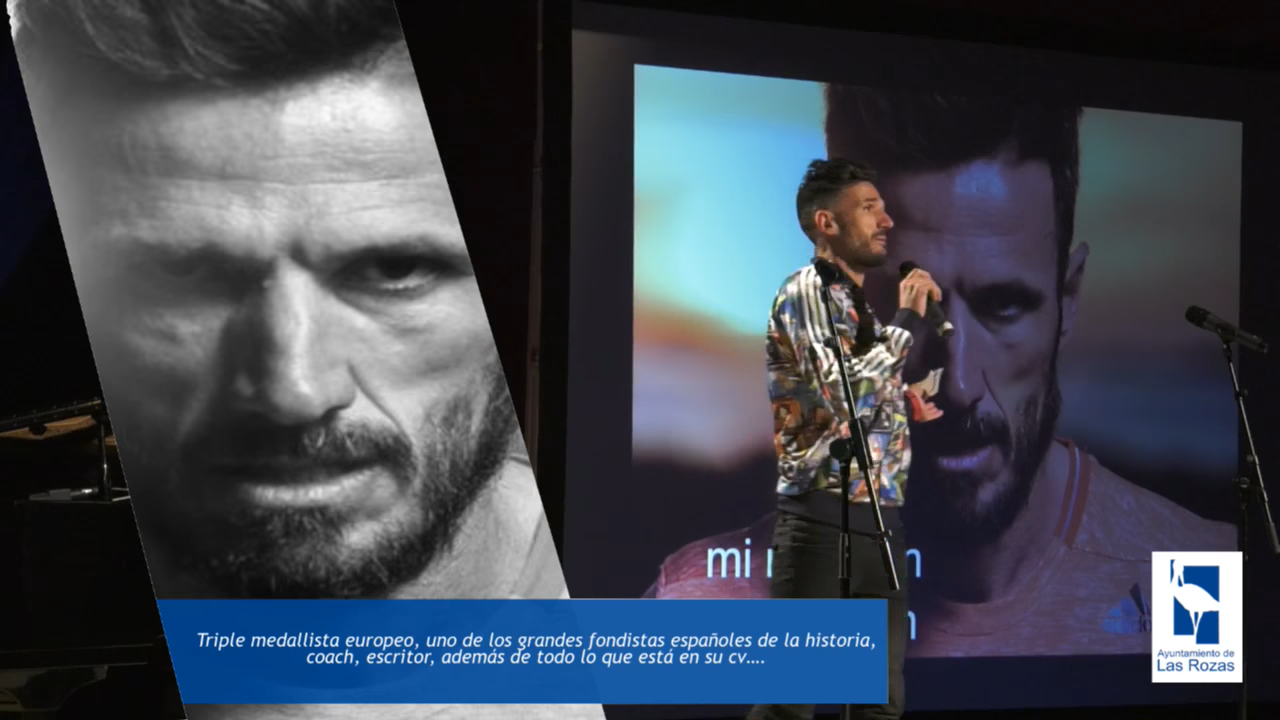 mi
Triple medallista europeo, uno de los grandes fondistas españoles de la historia,
coach, escritor, además de todo lo que está en su cv....
Ayuntamiento de
Las Rozas